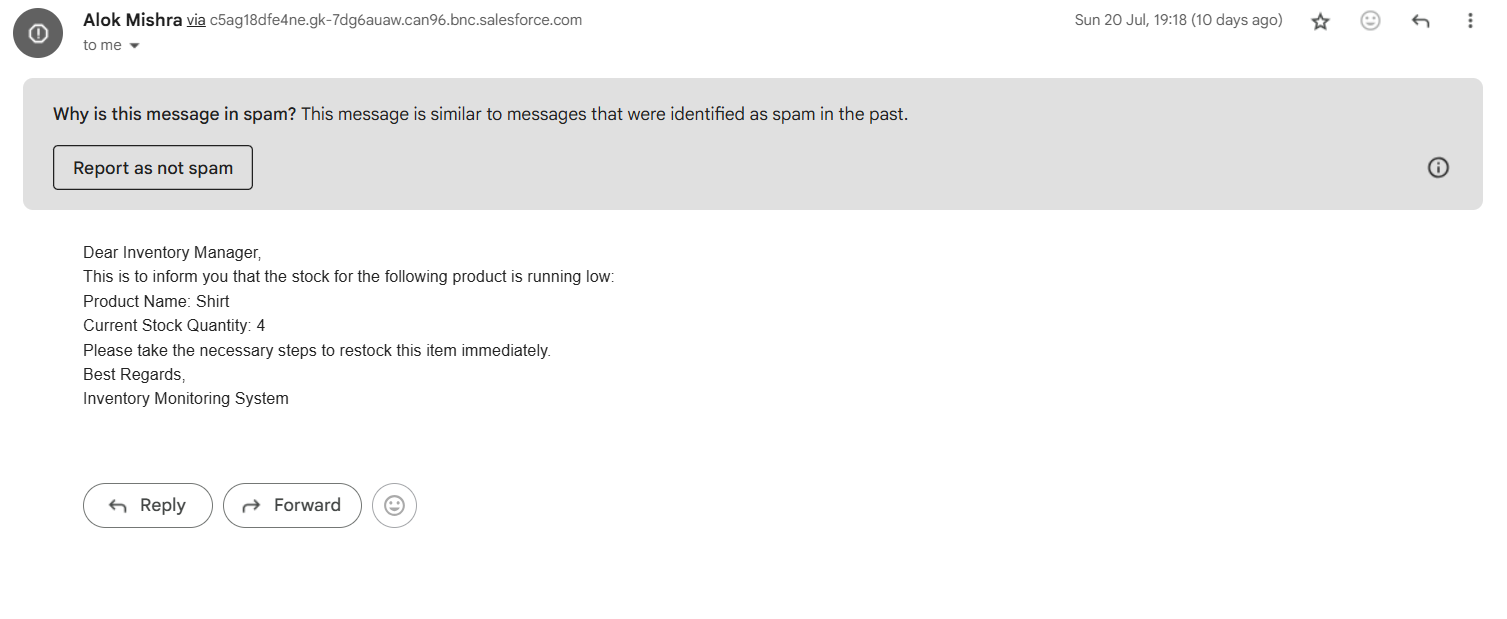 Alok Mishra via c5ag18dfe4ne.gk-7dg6auaw.can96.bnc.salesforce.com
Sun 20 Jul, 19:18 (10 days ago)
to me
Why is this message in spam? This message is similar to messages that were identified as spam in the past.
Report as not spam
Dear Inventory Manager,
This is to inform you that the stock for the following product is running low:
Product Name: Shirt
Current Stock Quantity: 4
Please take the necessary steps to restock this item immediately.
Best Regards,
Inventory Monitoring System
Reply
Forward